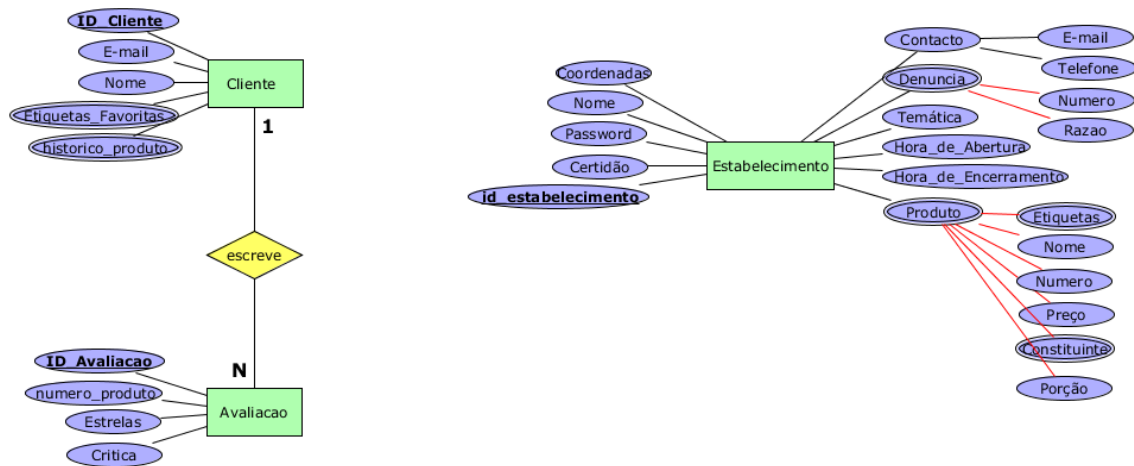 ID_Cliente
E-mail
Nome
Etiquetas_Favoritas
historico_produto
Cliente
1
escreve
N
ID_Avaliacao
numero_produto
Estrelas
Critica
Avaliacao
Coordenadas
Nome
Password
Certidão
id_estabelecimento
Estabelecimento
Contacto
E-mail
Telefone
Denuncia
Numero
Razao
Temática
Hora_de_Abertura
Hora_de_Encerramento
Produto
Etiquetas
Nome
Numero
Preço
Constituinte
Porção